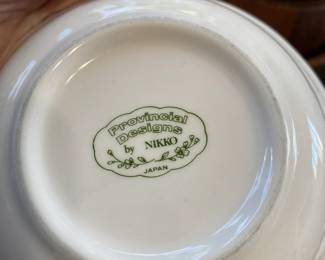 Provincial
Designs
by NIKKO
JAPAN